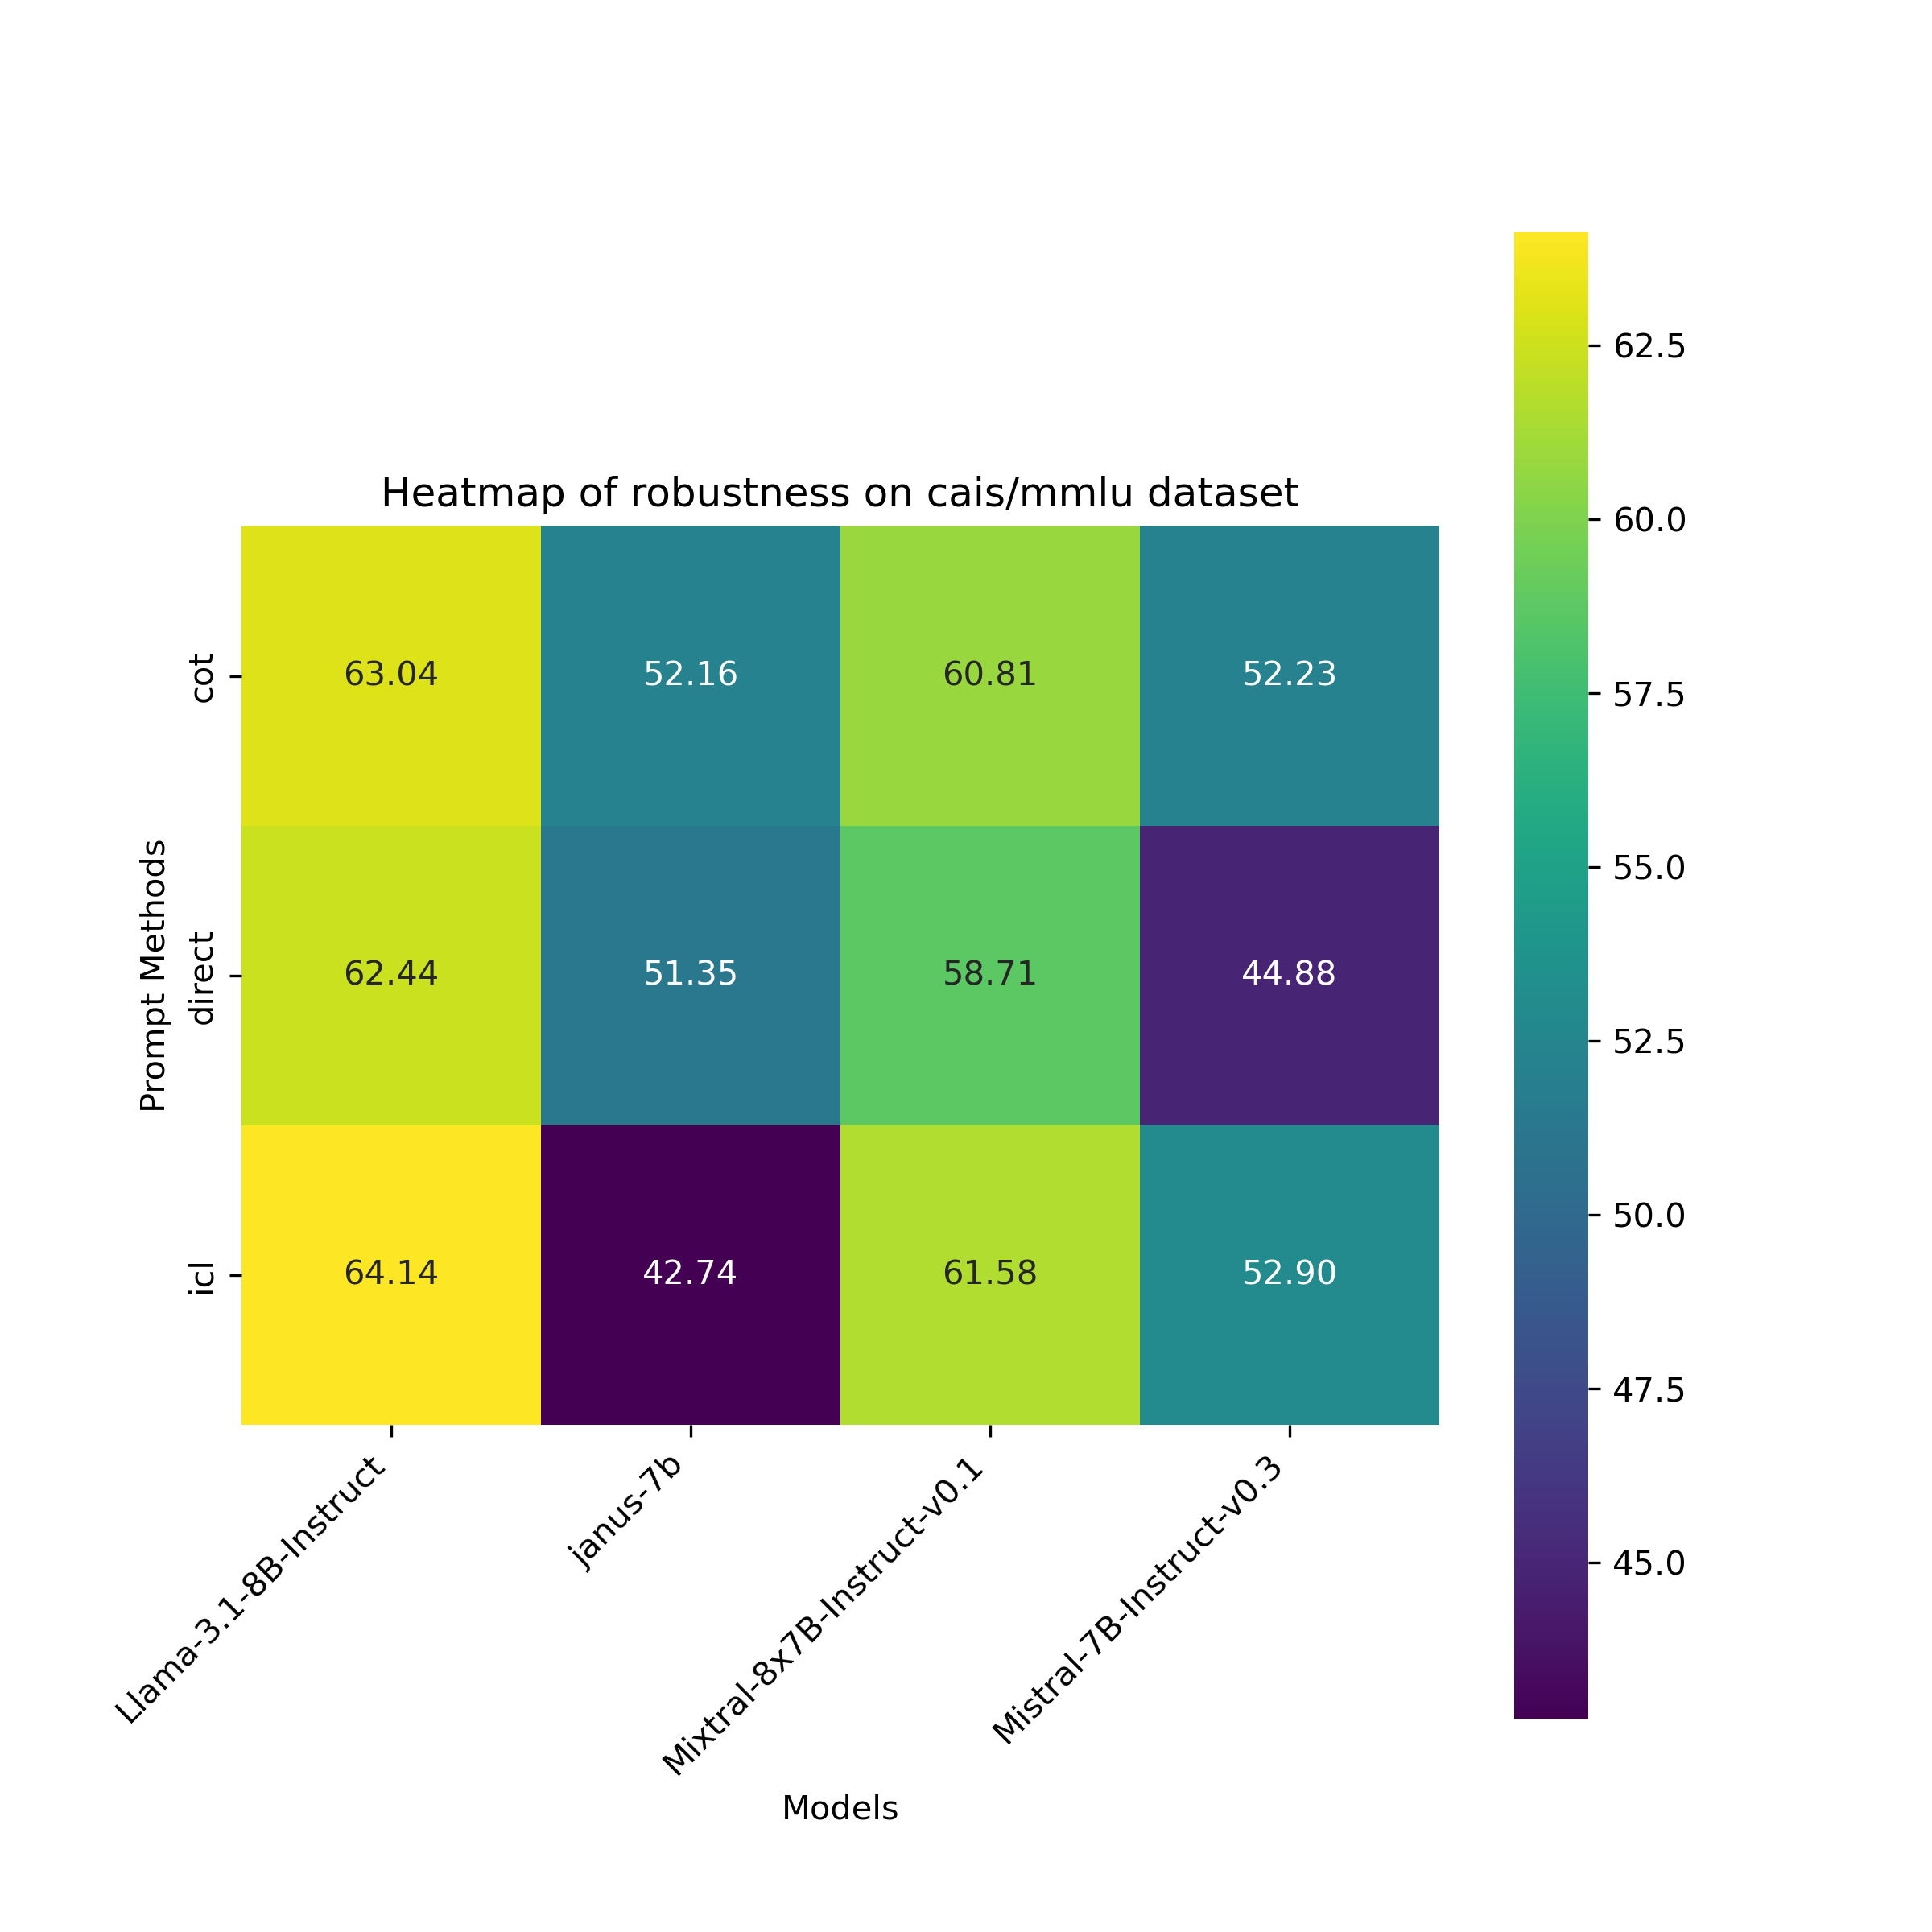 Heatmap of robustness on cais/mmlu dataset
Prompt Methods
cot
63.04 52.16 60.81 52.23
direct
62.44 51.35 58.71 44.88
icl
64.14 42.74 61.58 52.90
Llama-3.1-8B-Instruct
janus-7b
Mixtral-8x7B-Instruct-v0.1
Mistral-7B-Instruct-v0.3
Models
62.5
60.0
57.5
55.0
52.5
50.0
47.5
45.0